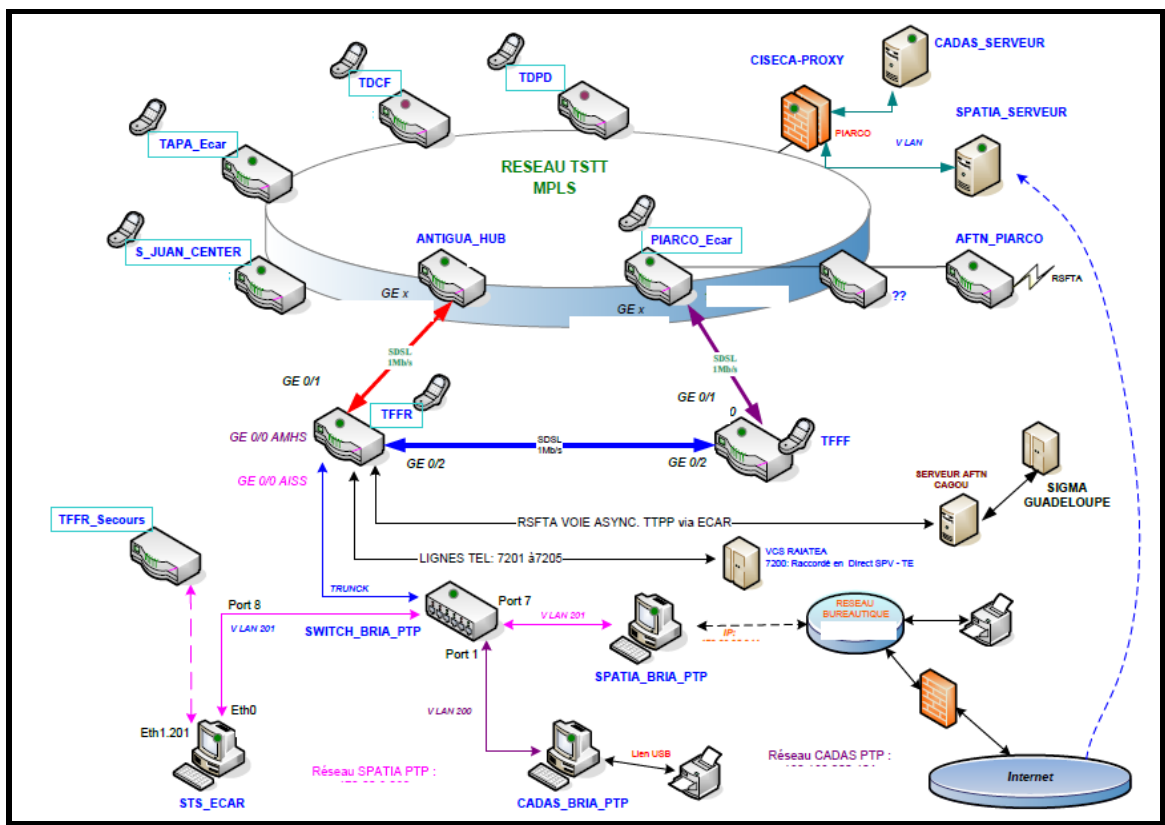 CADAS_SERVEUR
TDCF
TDPD
CISECA-PROXY
SPATIA_SERVEUR
PIARCO
V LAN
TAPA_Ecar
RESEAU TSTT
MPLS
S_JUAN_CENTER
ANTIGUA_HUB
PIARCO_Ecar
AFTN_PIARCO
RSFTA
??
GE x
GE x
SDSL
1Mb/s
SDSL
1Mb/s
GE 0/1
GE 0/1
0
TFFR
TFFF
GE 0/0 AMHS
GE 0/2
SDSL
1Mb/s
GE 0/2
GE 0/0 AISS
SERVEUR AFTN
CAGOU
SIGMA
GUADELOUPE
TFFR_Secours
RSFTA VOIE ASYNC. TTPP via ECAR
LIGNES TEL: 7201 à7205
VCS RAIATEA
7200: Raccordé en Direct SPV - TE
TRUNCK
Port 8
Port 7
V LAN 201
SWITCH_BRIA_PTP
V LAN 201
RESEAU
BUREAUTIQUE
IP:
Port 1
SPATIA_BRIA_PTP
V LAN 200
Eth0
Eth1.201
Lien USB
Réseau SPATIA PTP :
Réseau CADAS PTP :
Internet
STS_ECAR
CADAS_BRIA_PTP